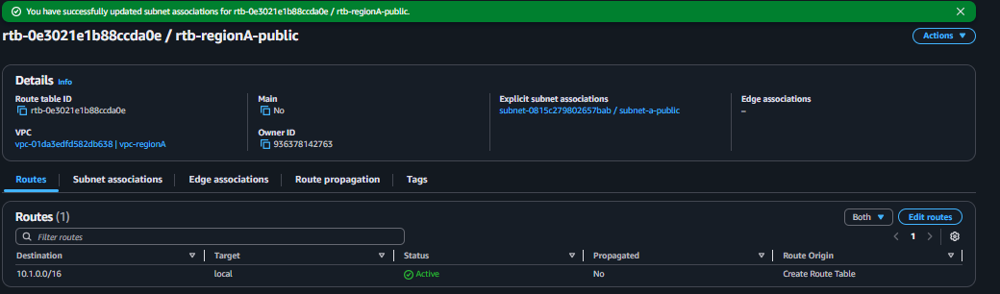 You have successfully updated subnet associations for rtb-0e3021e1b88ccda0e / rtb-regionA-public.
rtb-0e3021e1b88ccda0e / rtb-regionA-public
Actions
Details Info
Route table ID
rtb-0e3021e1b88ccda0e
Main
No
Explicit subnet associations
subnet-0815c279802657bab / subnet-a-public
Edge associations
–
VPC
vpc-01da3edfd582db638 | vpc-regionA
Owner ID
936378142763
Routes Subnet associations Edge associations Route propagation Tags
Routes (1)
Both Edit routes
Filter routes
1
Destination Target Status Propagated Route Origin
10.1.0.0/16 local Active No Create Route Table